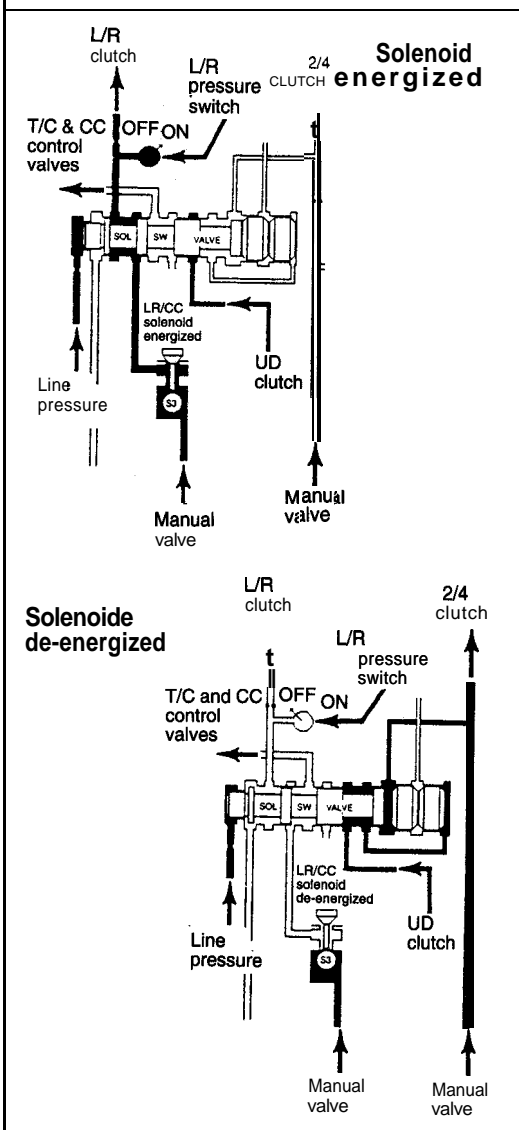 L/R
clutch
2/4
CLUTCH
Solenoid
energized
L/R
pressure
switch
T/C & CC
control
valves
OFF ON
t
SOL SW VALVE
LR/CC
solenoid
energized
S3
UD
clutch
Line
pressure
Manual
valve
Manual
valve
Solenoide
de-energized
L/R
clutch
2/4
clutch
t
L/R
pressure
switch
T/C and CC
control
valves
OFF ON
SOL SW VALVE
LR/CC
solenoid
de-energized
S3
UD
clutch
Line
pressure
Manual
valve
Manual
valve